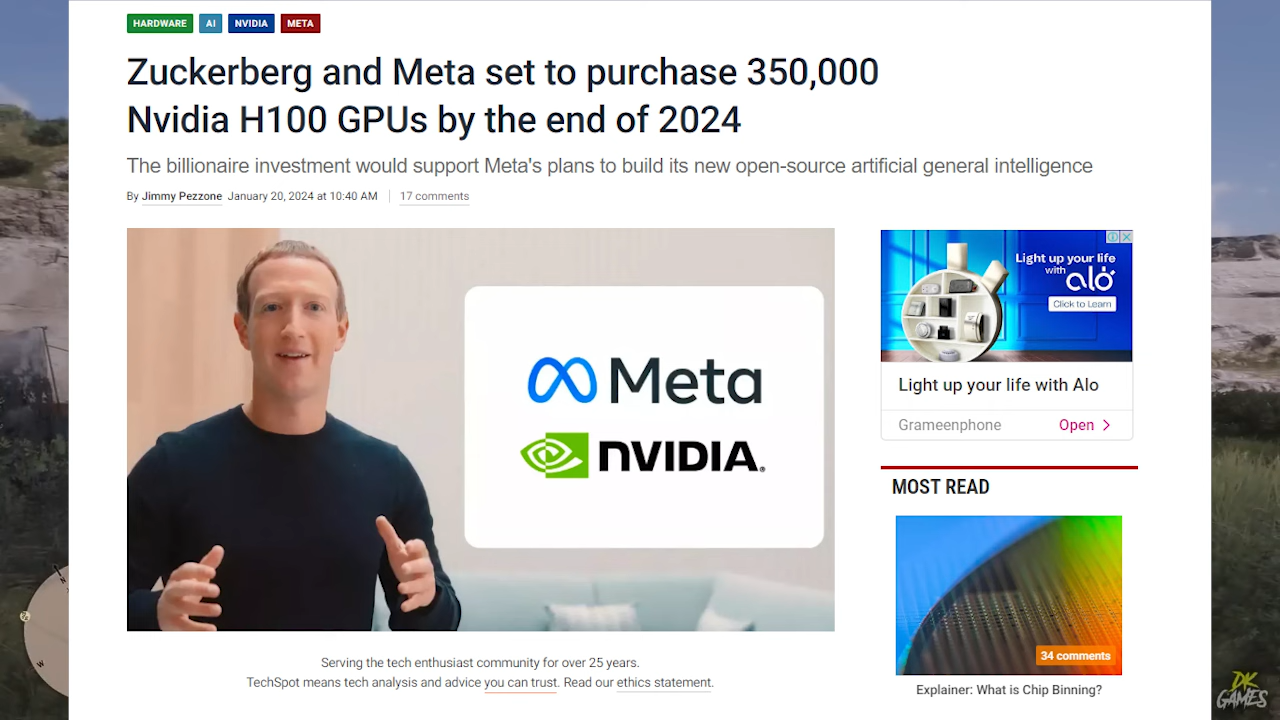 HARDWARE AI NVIDIA META
Zuckerberg and Meta set to purchase 350,000
Nvidia H100 GPUs by the end of 2024
The billionaire investment would support Meta's plans to build its new open-source artificial general intelligence
By Jimmy Pezzone January 20, 2024 at 10:40 AM 17 comments
Meta
NVIDIA.
Light up your life
with alo
Click to Learn
Light up your life with Alo
Grameenphone Open
MOST READ
34 comments
Explainer: What is Chip Binning?
Serving the tech enthusiast community for over 25 years.
TechSpot means tech analysis and advice you can trust. Read our ethics statement.
N
W
DK
GAMES